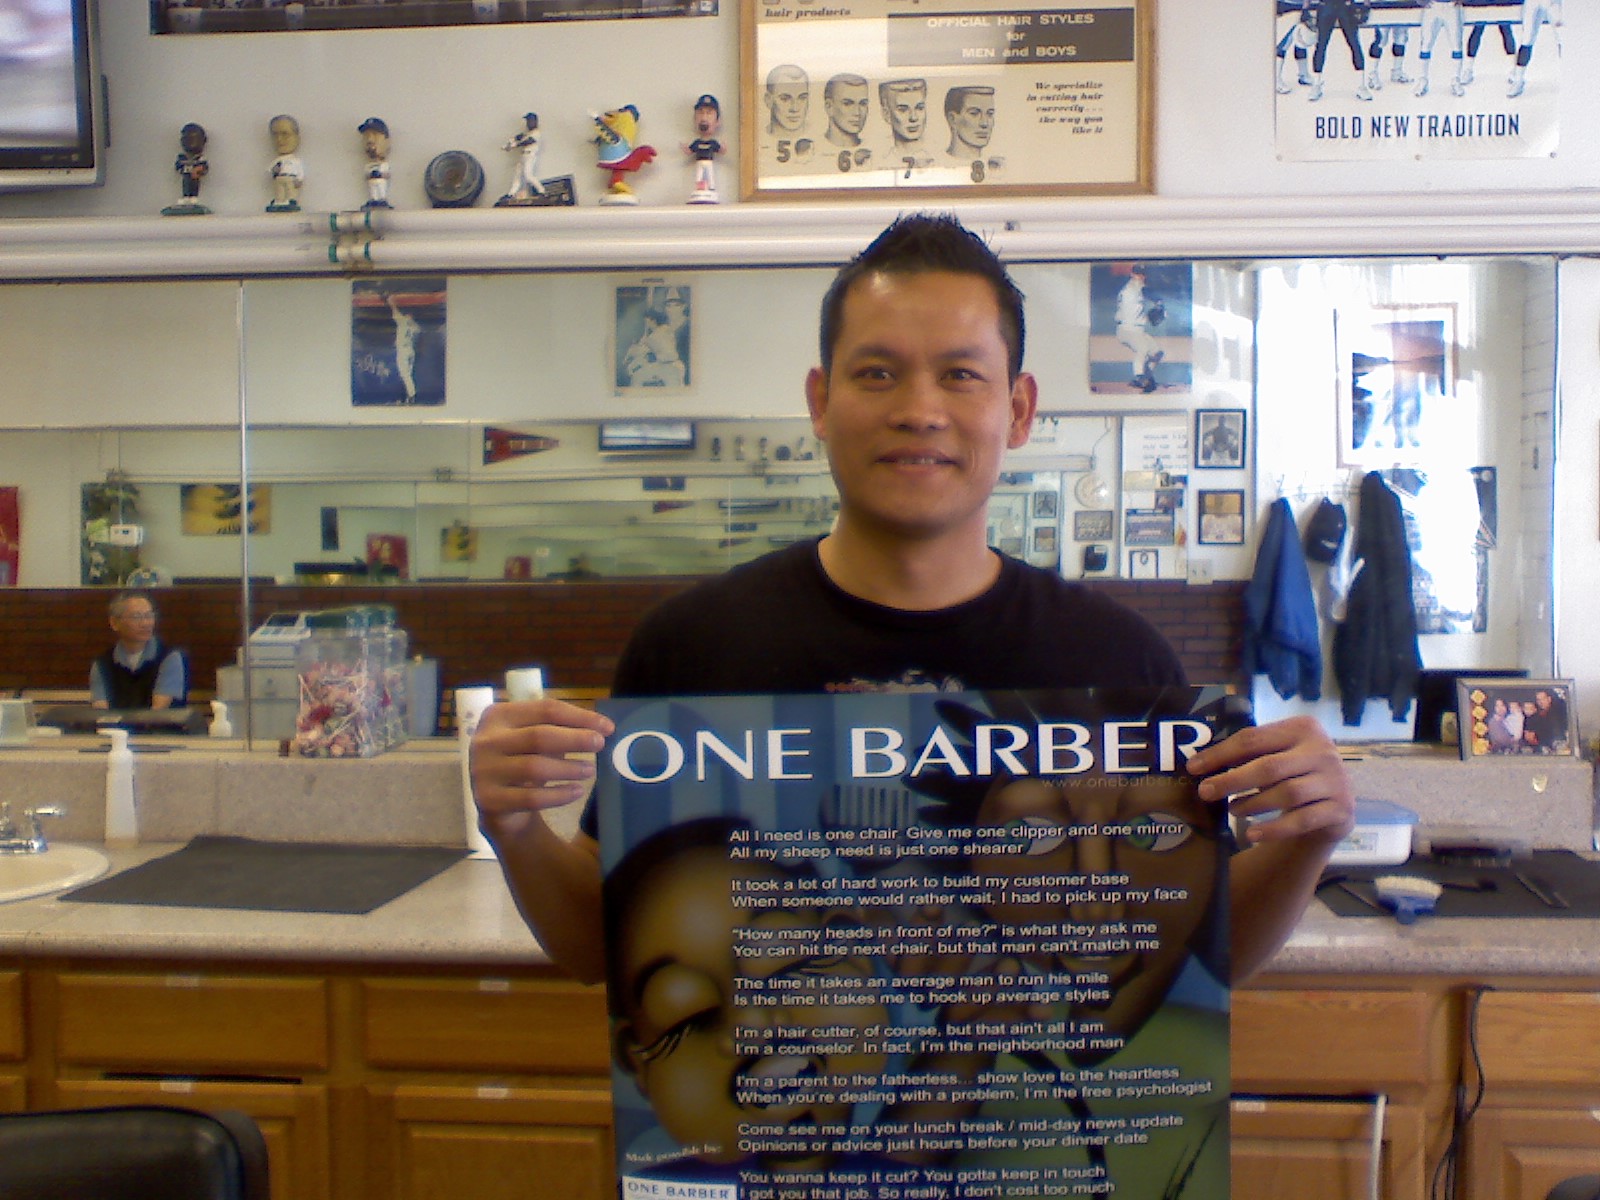 hair products
OFFICIAL HAIR STYLES
for
MEN and BOYS
We specialize
in cutting hair
correctly....
the way you
like it
5
6
7
8
BOLD NEW TRADITION
ONE BARBER™
www.onebarber.c
All I need is one chair. Give me one clipper and one mirror
All my sheep need is just one shearer
It took a lot of hard work to build my customer base
When someone would rather wait, I had to pick up my face
"How many heads in front of me?" is what they ask me
You can hit the next chair, but that man can't match me
The time it takes an average man to run his mile
Is the time it takes me to hook up average styles
I'm a hair cutter, of course, but that ain't all I am
I'm a counselor. In fact, I'm the neighborhood man
I'm a parent to the fatherless... show love to the heartless
When you're dealing with a problem, I'm the free psychologist
Come see me on your lunch break / mid-day news update
Opinions or advice just hours before your dinner date
You wanna keep it cut? You gotta keep in touch
I got you that job. So really, I don't cost too much
Made possible by:
ONE BARBER